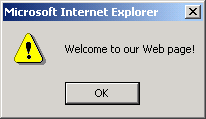 Microsoft Internet Explorer
Welcome to our Web page!
OK